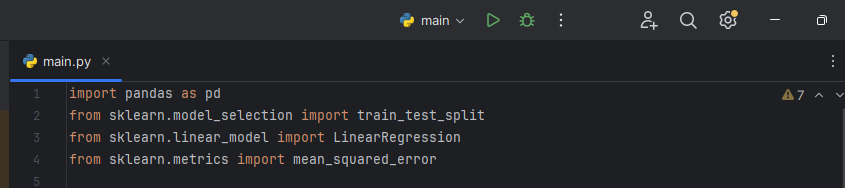 main
main.py
7
1 import pandas as pd
2 from sklearn.model_selection import train_test_split
3 from sklearn.linear_model import LinearRegression
4 from sklearn.metrics import mean_squared_error
5